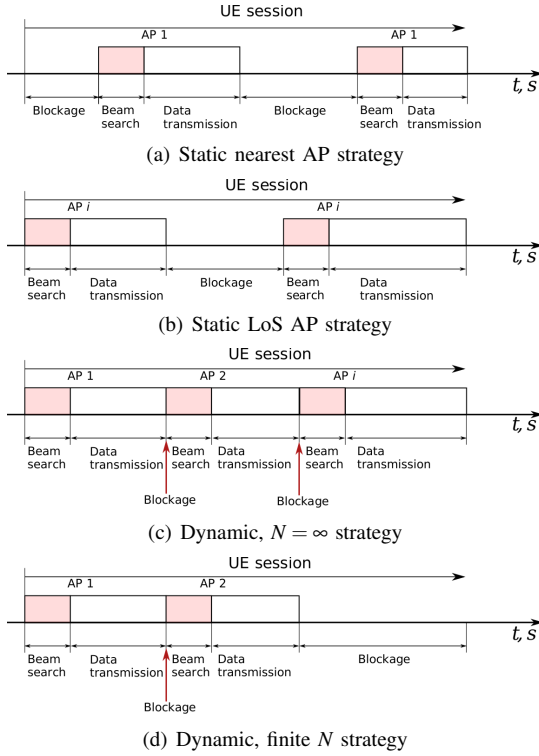 UE session
AP 1 AP 1
t, s
Blockage Beam search Data transmission Blockage Beam search Data transmission
(a) Static nearest AP strategy
UE session
AP i AP i
t, s
Beam search Data transmission Blockage Beam search Data transmission
(b) Static LoS AP strategy
UE session
AP 1 AP 2 AP i
t, s
Beam search Data transmission Beam search Data transmission Beam search Data transmission
Blockage Blockage
(c) Dynamic, N = ∞ strategy
UE session
AP 1 AP 2
t, s
Beam search Data transmission Beam search Data transmission Blockage
Blockage
(d) Dynamic, finite N strategy